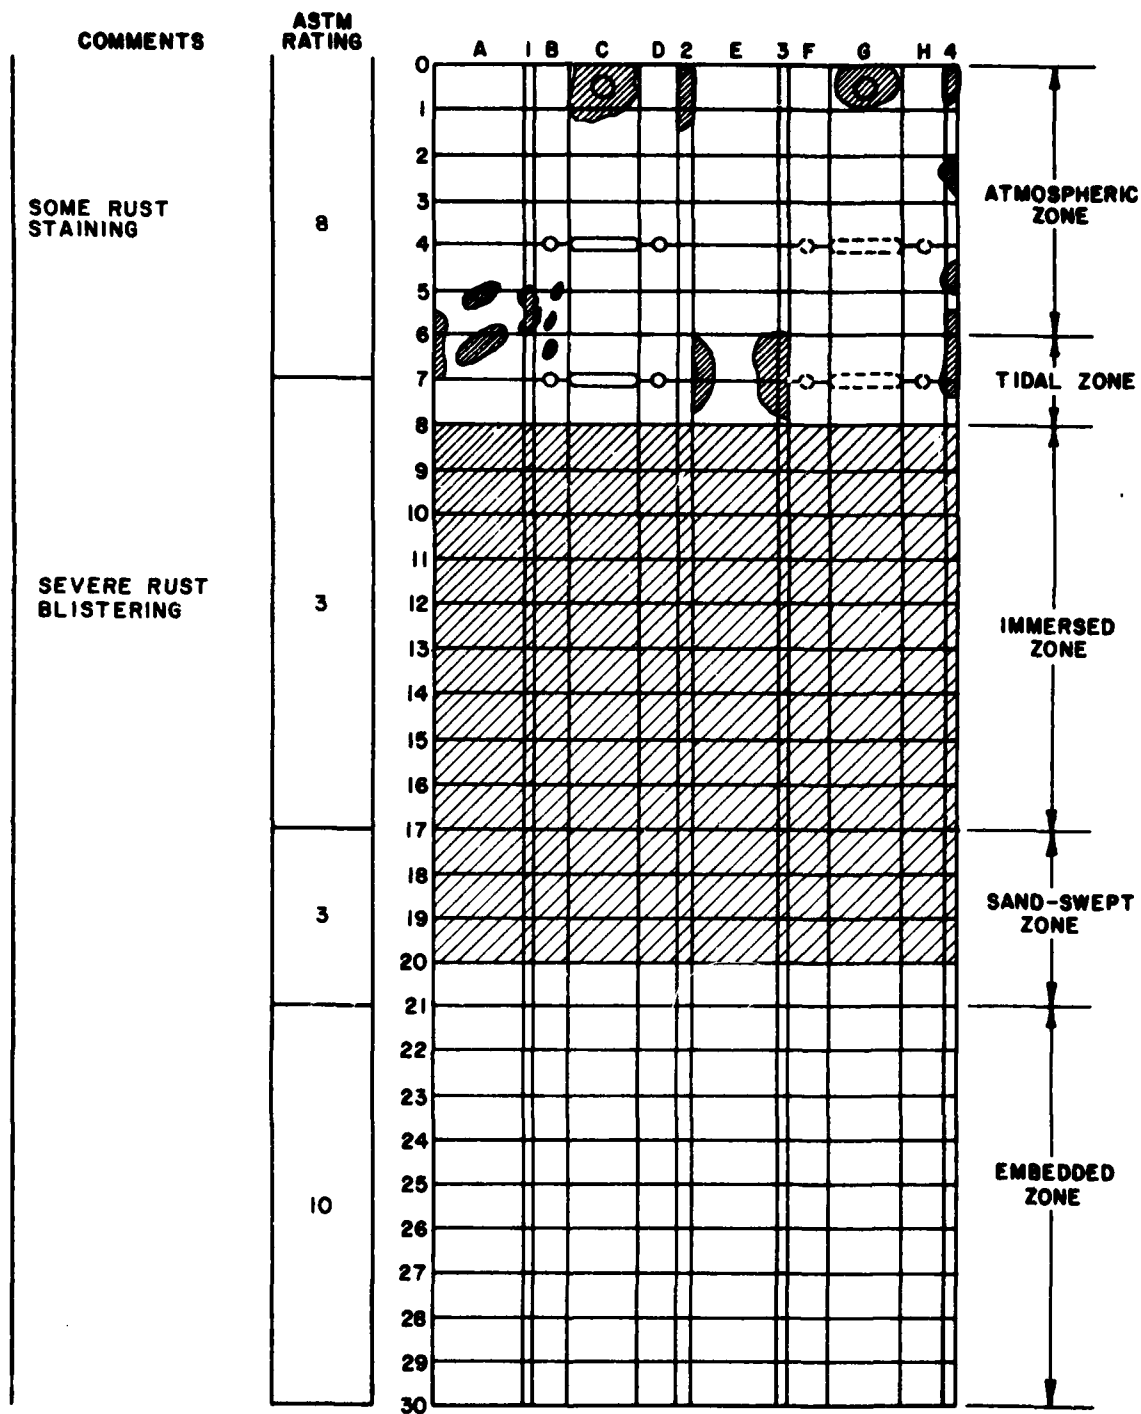 COMMENTS
ASTM
RATING
A 1 B C D 2 E 3 F G H 4
0
1
2
3
4
5
6
7
8
9
10
11
12
13
14
15
16
17
18
19
20
21
22
23
24
25
26
27
28
29
30
SOME RUST
STAINING
8
SEVERE RUST
BLISTERING
3
3
10
ATMOSPHERIC
ZONE
TIDAL ZONE
IMMERSED
ZONE
SAND-SWEPT
ZONE
EMBEDDED
ZONE